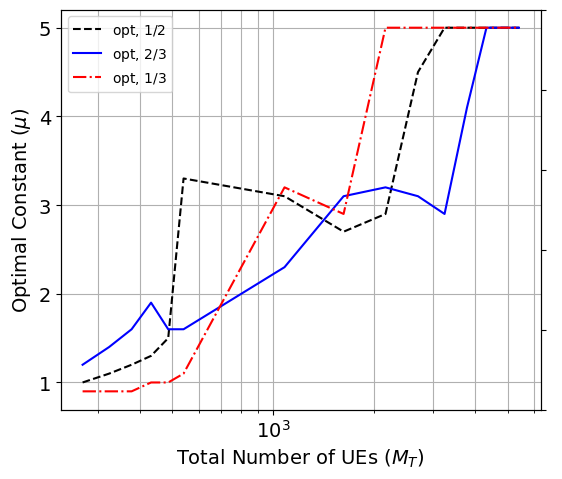 opt, 1/2
opt, 2/3
opt, 1/3
5
4
3
2
1
Optimal Constant (μ)
10³
Total Number of UEs (M_T)